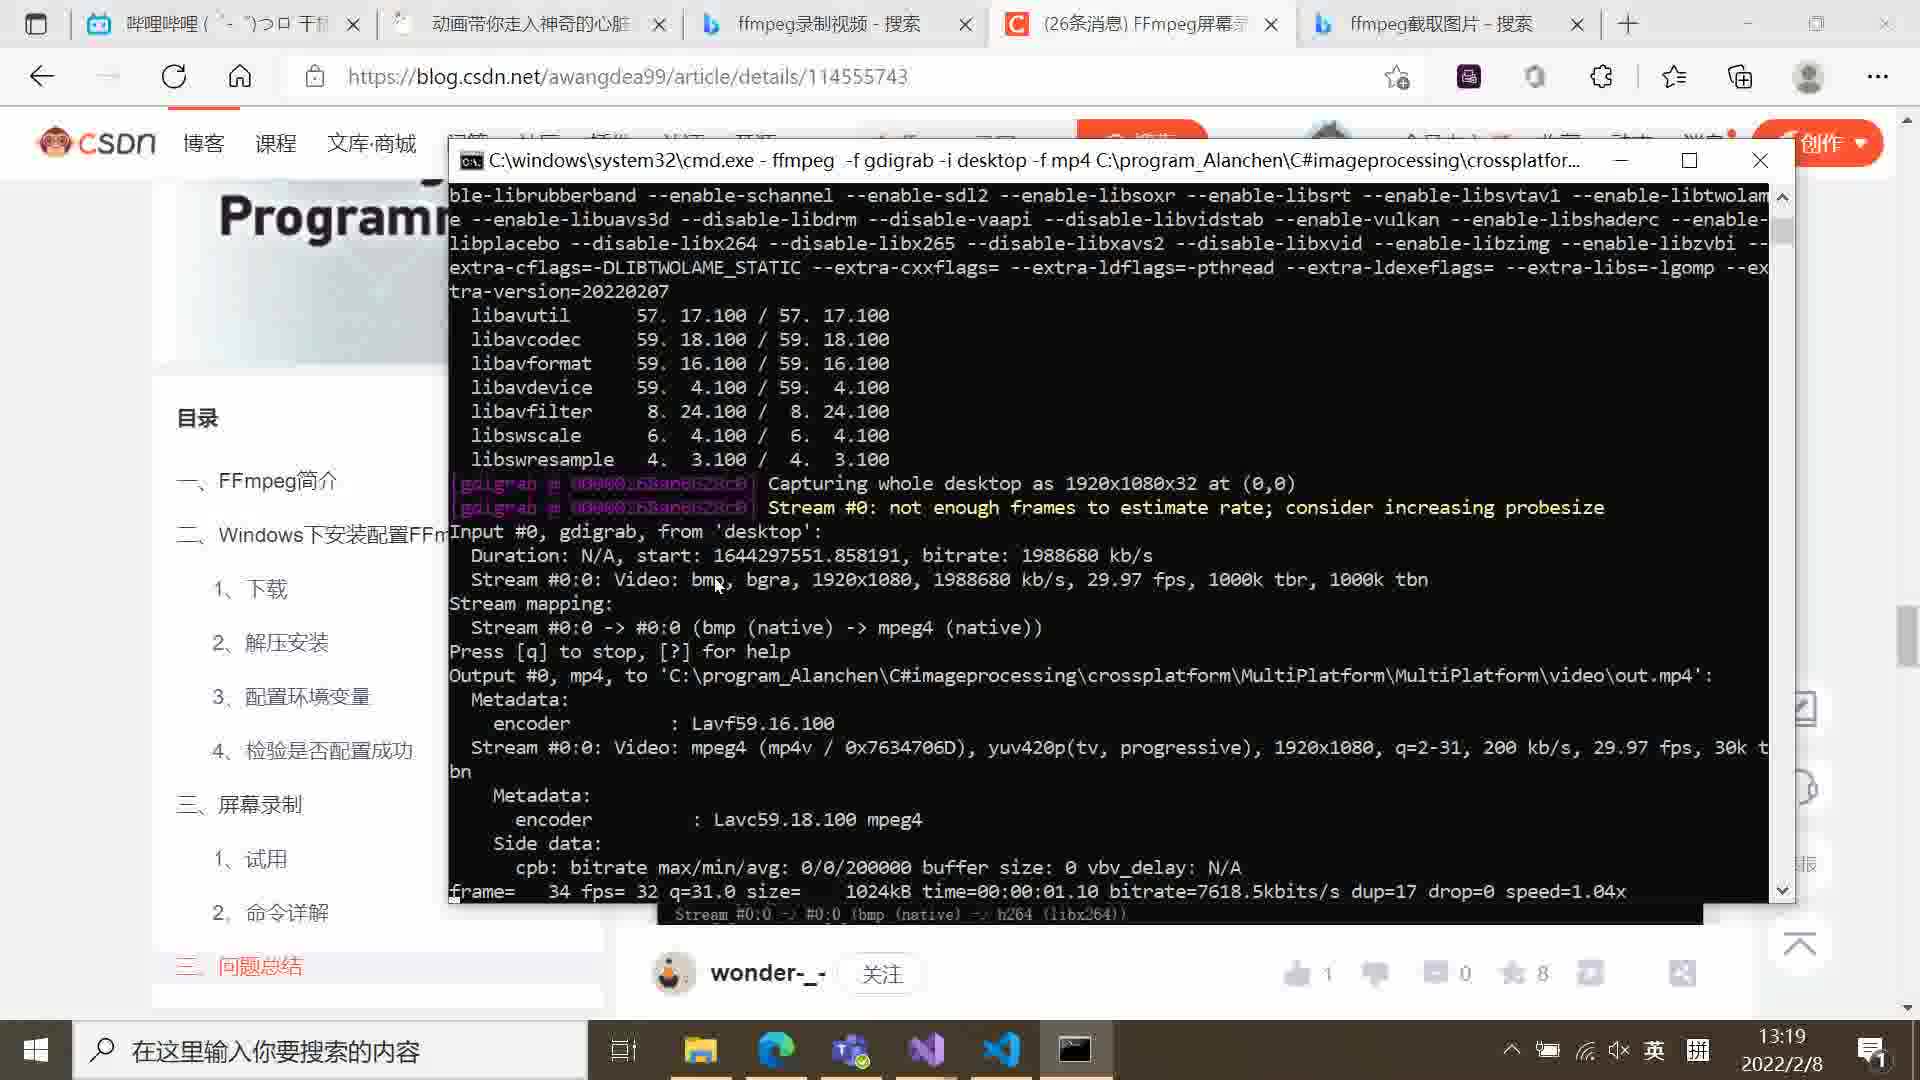 哔哩哔哩 (゜-゜)つロ 干杯
动画带你走入神奇的心脏
ffmpeg录制视频 - 搜索
(26条消息) FFmpeg屏幕录
ffmpeg截取图片 - 搜索
https://blog.csdn.net/awangdea99/article/details/114555743
CSDN
博客
课程
文库·商城
创作
C:\windows\system32\cmd.exe - ffmpeg  -f gdigrab -i desktop -f mp4 C:\program_Alanchen\C#imageprocessing\crossplatfor...
ble-librubberband --enable-schannel --enable-sdl2 --enable-libsoxr --enable-libsrt --enable-libsvtav1 --enable-libtwolam
e --enable-libuavs3d --disable-libdrm --disable-vaapi --disable-libvidstab --enable-vulkan --enable-libshaderc --enable-
libplacebo --disable-libx264 --disable-libx265 --disable-libxavs2 --disable-libxvid --enable-libzimg --enable-libzvbi --
extra-cflags=-DLIBTWOLAME_STATIC --extra-cxxflags= --extra-ldflags=-pthread --extra-ldexeflags= --extra-libs=-lgomp --ex
tra-version=20220207
libavutil      57. 17.100 / 57. 17.100
libavcodec     59. 18.100 / 59. 18.100
libavformat    59. 16.100 / 59. 16.100
libavdevice    59.  4.100 / 59.  4.100
libavfilter     8. 24.100 /  8. 24.100
libswscale      6.  4.100 /  6.  4.100
libswresample   4.  3.100 /  4.  3.100
Capturing whole desktop as 1920x1080x32 at (0,0)
Stream #0: not enough frames to estimate rate; consider increasing probesize
Input #0, gdigrab, from 'desktop':
Duration: N/A, start: 1644297551.858191, bitrate: 1988680 kb/s
Stream #0:0: Video: bmp, bgra, 1920x1080, 1988680 kb/s, 29.97 fps, 1000k tbr, 1000k tbn
Stream mapping:
Stream #0:0 -> #0:0 (bmp (native) -> mpeg4 (native))
Press [q] to stop, [?] for help
Output #0, mp4, to 'C:\program_Alanchen\C#imageprocessing\crossplatform\MultiPlatform\MultiPlatform\video\out.mp4':
Metadata:
encoder         : Lavf59.16.100
Stream #0:0: Video: mpeg4 (mp4v / 0x7634706D), yuv420p(tv, progressive), 1920x1080, q=2-31, 200 kb/s, 29.97 fps, 30k t
bn
Metadata:
encoder         : Lavc59.18.100 mpeg4
Side data:
cpb: bitrate max/min/avg: 0/0/200000 buffer size: 0 vbv_delay: N/A
frame=   34 fps= 32 q=31.0 size=    1024kB time=00:00:01.10 bitrate=7618.5kbits/s dup=17 drop=0 speed=1.04x
Stream #0:0 -> #0:0 (bmp (native) -> h264 (libx264))
目录
一、FFmpeg简介
二、Windows下安装配置FFm
1、下载
2、解压安装
3、配置环境变量
4、检验是否配置成功
三、屏幕录制
1、试用
2、命令详解
三、问题总结
wonder-_-
关注
1
0
8
在这里输入你要搜索的内容
英
拼
13:19
2022/2/8
1